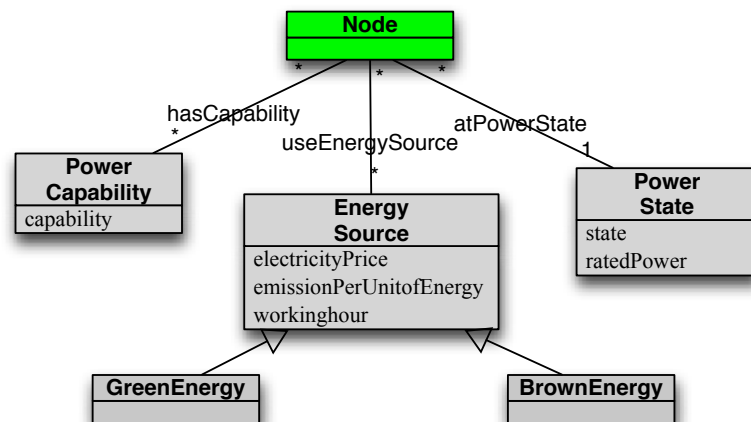 Node
* * *
hasCapability
atPowerState
useEnergySource
* 1
*
Power
Capability
capability
Power
State
state
ratedPower
Energy
Source
electricityPrice
emissionPerUnitofEnergy
workinghour
GreenEnergy
BrownEnergy